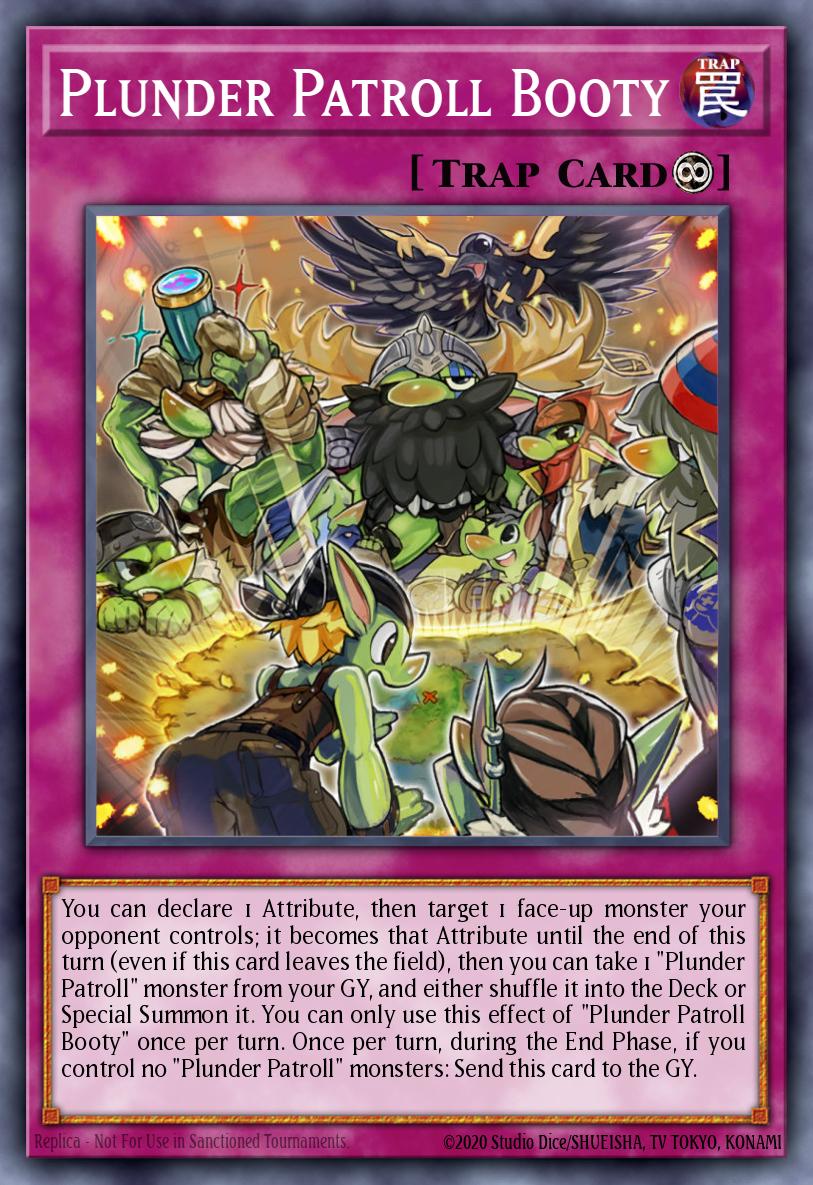 Plunder Patroll Booty
TRAP
罠
[Trap Card♾]
You can declare 1 Attribute, then target 1 face-up monster your
opponent controls; it becomes that Attribute until the end of this
turn (even if this card leaves the field), then you can take 1 "Plunder
Patroll" monster from your GY, and either shuffle it into the Deck or
Special Summon it. You can only use this effect of "Plunder Patroll
Booty" once per turn. Once per turn, during the End Phase, if you
control no "Plunder Patroll" monsters: Send this card to the GY.
Replica - Not For Use in Sanctioned Tournaments.
©2020 Studio Dice/SHUEISHA, TV TOKYO, KONAMI